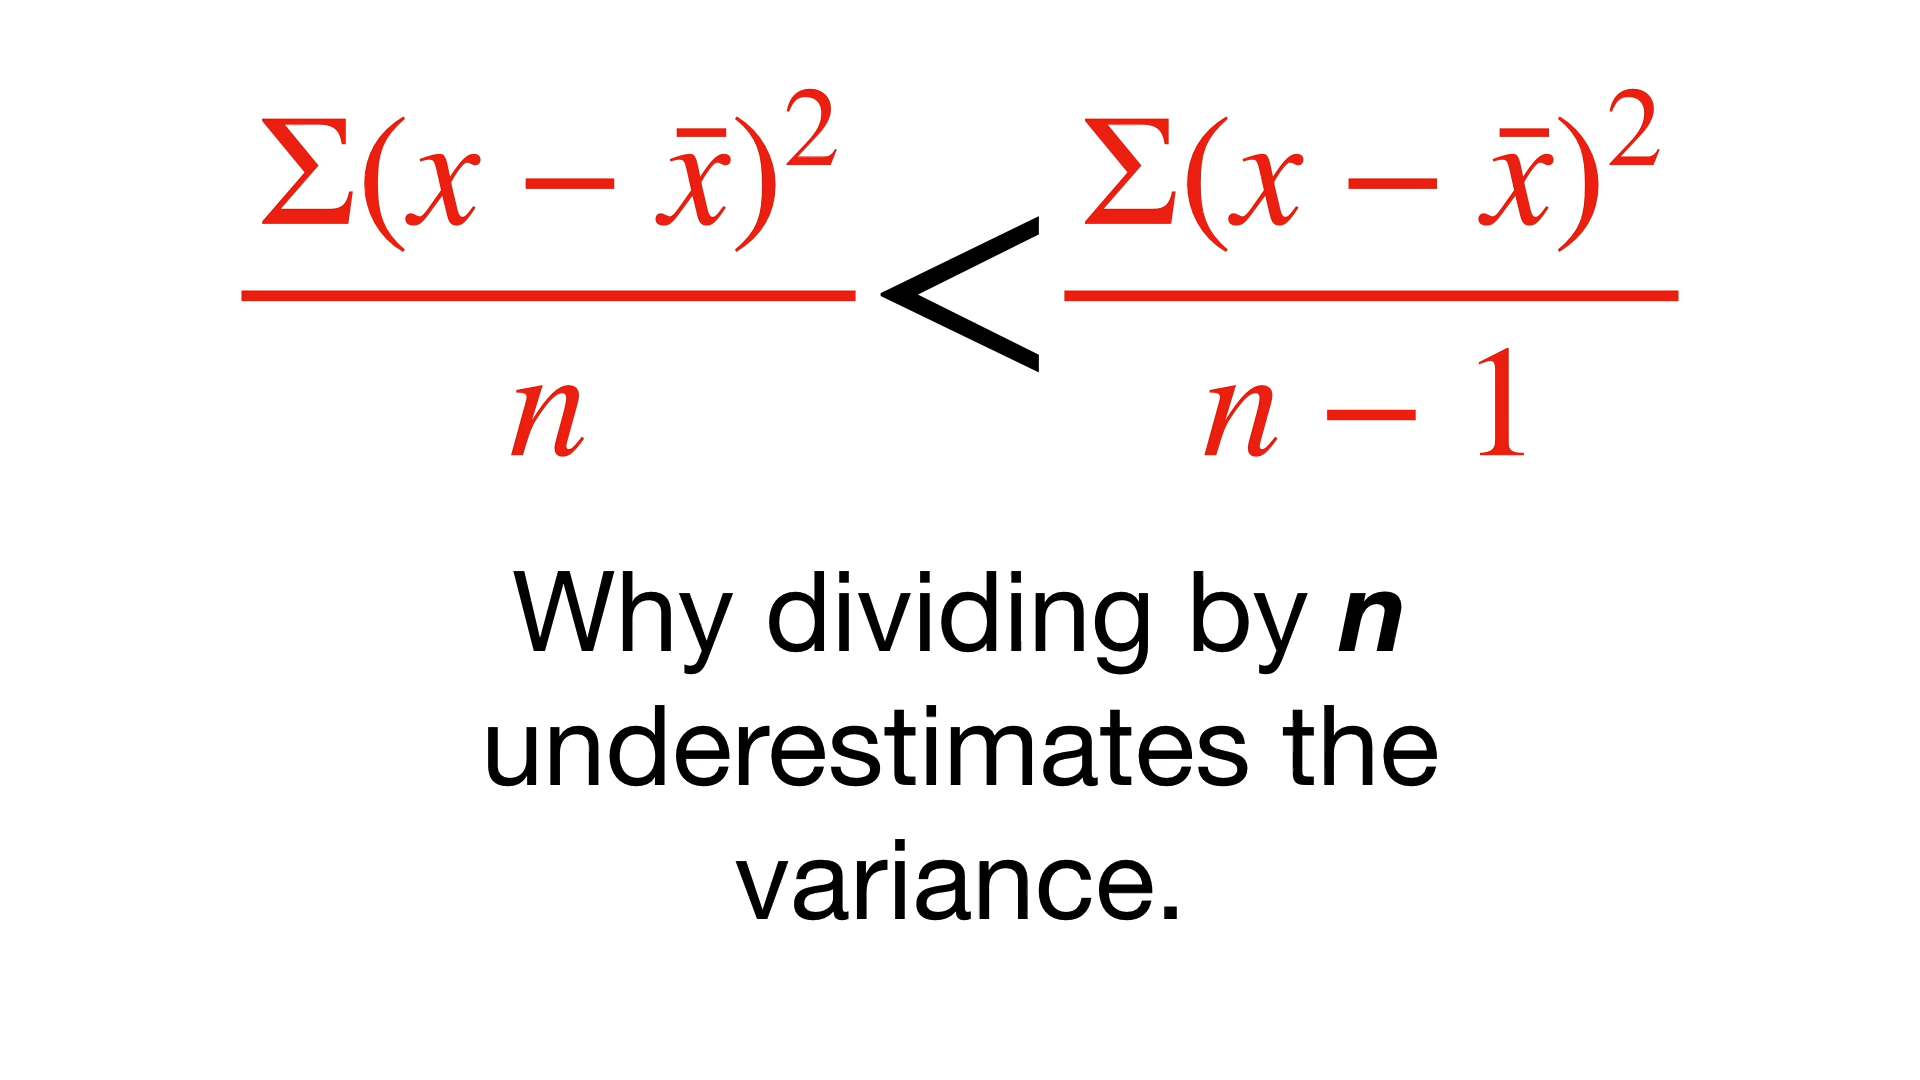 Σ(x − x̄)² / n < Σ(x − x̄)² / n − 1
Why dividing by n
underestimates the
variance.